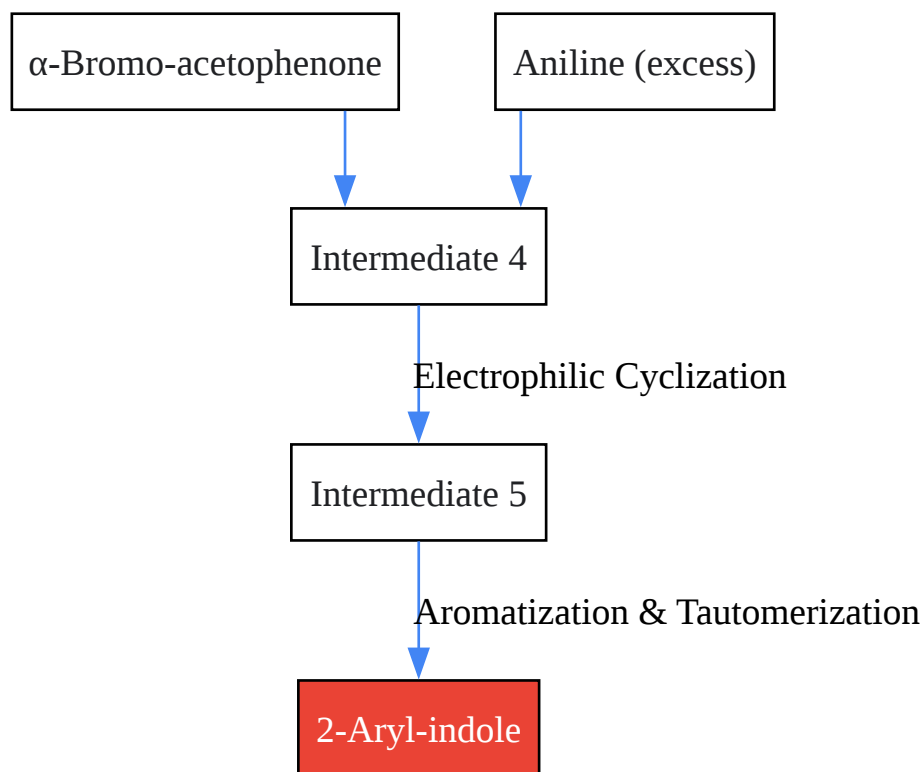 α-Bromo-acetophenone
Aniline (excess)
Intermediate 4
Electrophilic Cyclization
Intermediate 5
Aromatization & Tautomerization
2-Aryl-indole